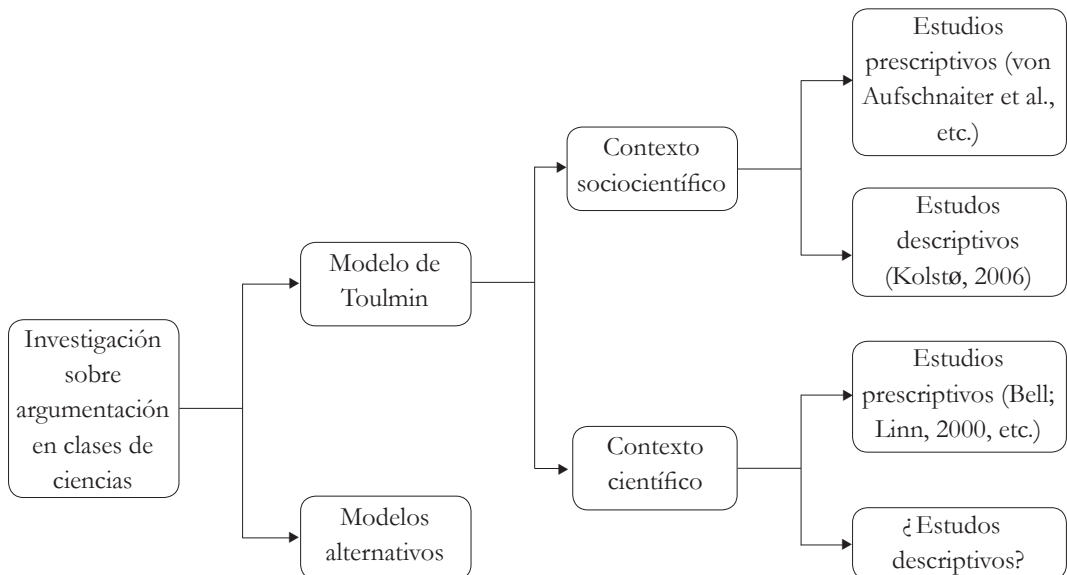 Investigación
sobre
argumentación
en clases de
ciencias
Modelo de
Toulmin
Modelos
alternativos
Contexto
sociocientífico
Contexto
científico
Estudios
prescriptivos (von
Aufschnaiter et al.,
etc.)
Estudos
descriptivos
(Kolstø, 2006)
Estudios
prescriptivos (Bell;
Linn, 2000, etc.)
¿Estudos
descriptivos?